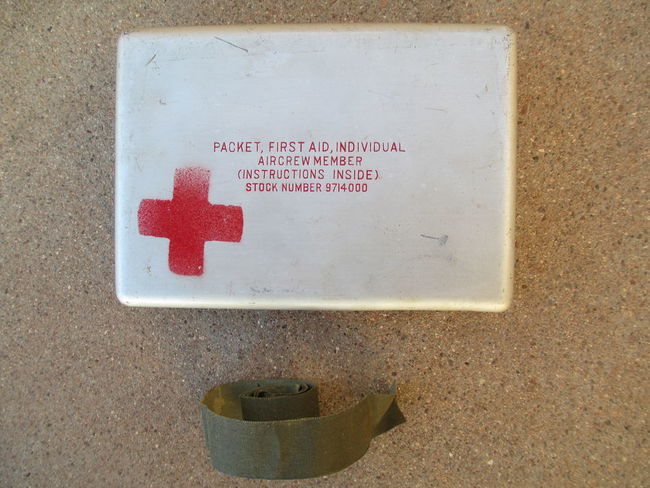 PACKET, FIRST AID, INDIVIDUAL
AIRCREW MEMBER
(INSTRUCTIONS INSIDE)
STOCK NUMBER 9714000